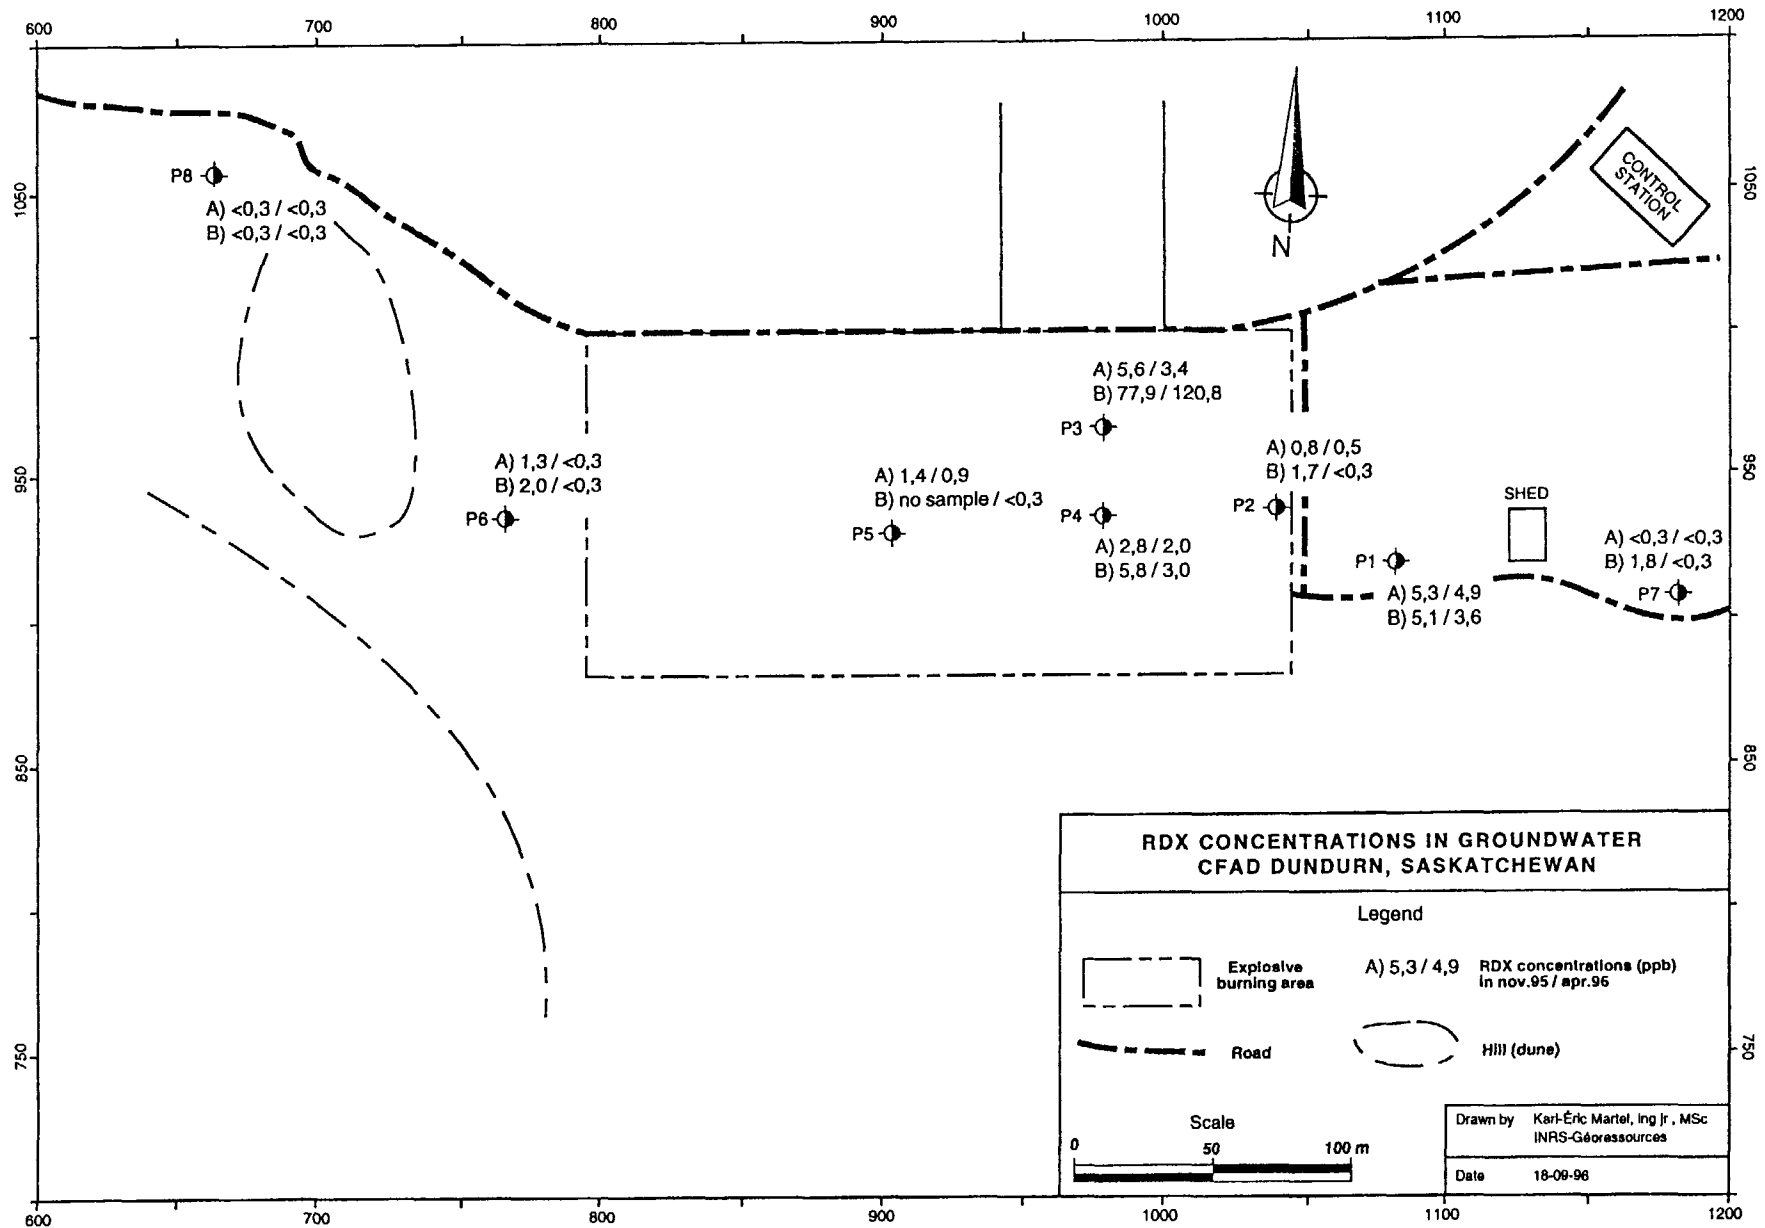 600 700 800 900 1000 1100 1200
1050 1050
P8
A) <0,3 / <0,3
B) <0,3 / <0,3
CONTROL
STATION
N
A) 5,6 / 3,4
B) 77,9 / 120,8
P3
950 950
A) 1,3 / <0,3
B) 2,0 / <0,3
P6
A) 1,4 / 0,9
B) no sample / <0,3
P5
P4
A) 2,8 / 2,0
B) 5,8 / 3,0
A) 0,8 / 0,5
B) 1,7 / <0,3
P2
P1
A) 5,3 / 4,9
B) 5,1 / 3,6
SHED
A) <0,3 / <0,3
B) 1,8 / <0,3
P7
850 850
RDX CONCENTRATIONS IN GROUNDWATER
CFAD DUNDURN, SASKATCHEWAN
Legend
Explosive
burning area
A) 5,3 / 4,9
RDX concentrations (ppb)
in nov.95 / apr.96
Road
Hill (dune)
750 750
Scale
0 50 100 m
Drawn by Karl-Éric Martel, ing jr , MSc
INRS-Géoressources
Date 18-09-96
600 700 800 900 1000 1100 1200